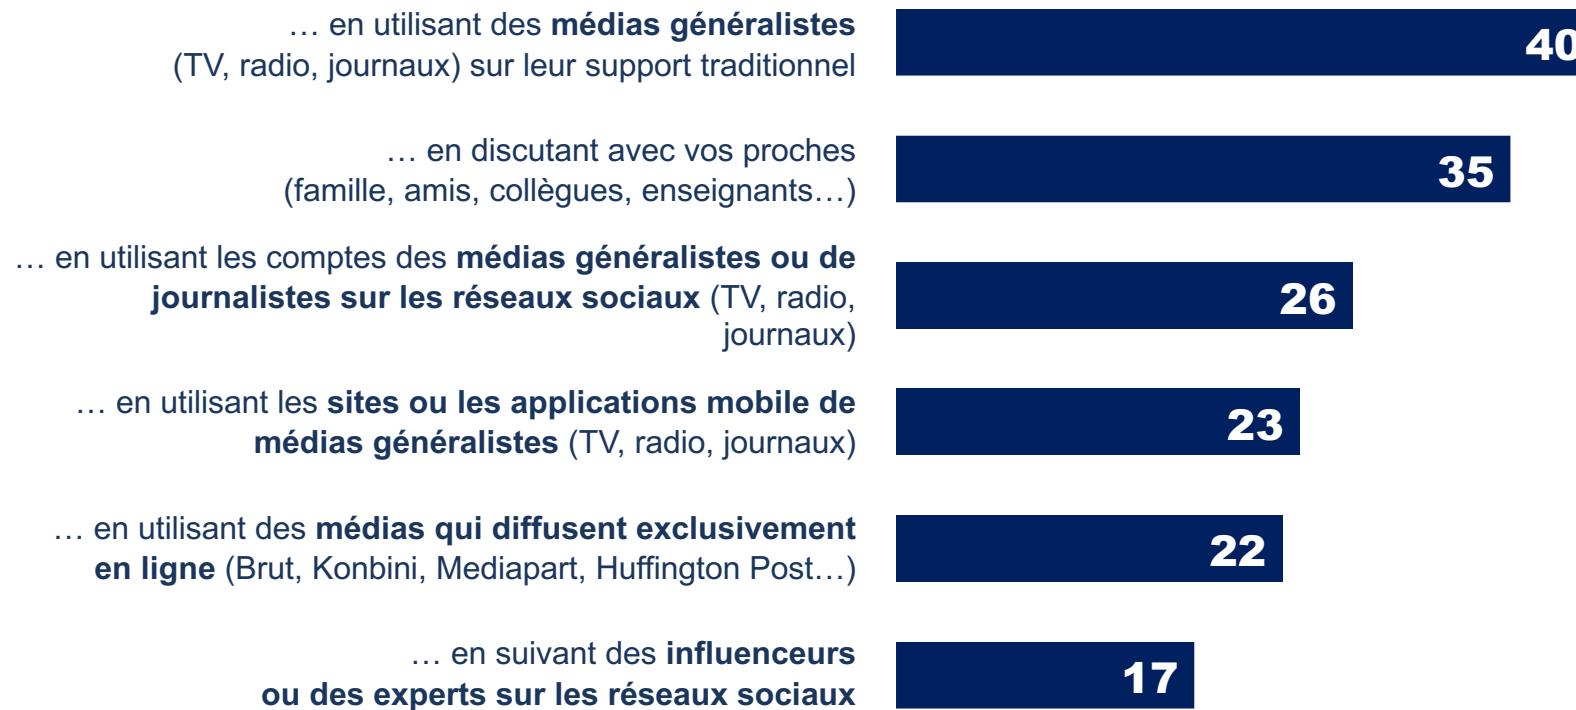 … en utilisant des médias généralistes
(TV, radio, journaux) sur leur support traditionnel
40
… en discutant avec vos proches
(famille, amis, collègues, enseignants…)
35
… en utilisant les comptes des médias généralistes ou de
journalistes sur les réseaux sociaux (TV, radio,
journaux)
26
… en utilisant les sites ou les applications mobile de
médias généralistes (TV, radio, journaux)
23
… en utilisant des médias qui diffusent exclusivement
en ligne (Brut, Konbini, Mediapart, Huffington Post…)
22
… en suivant des influenceurs
ou des experts sur les réseaux sociaux
17